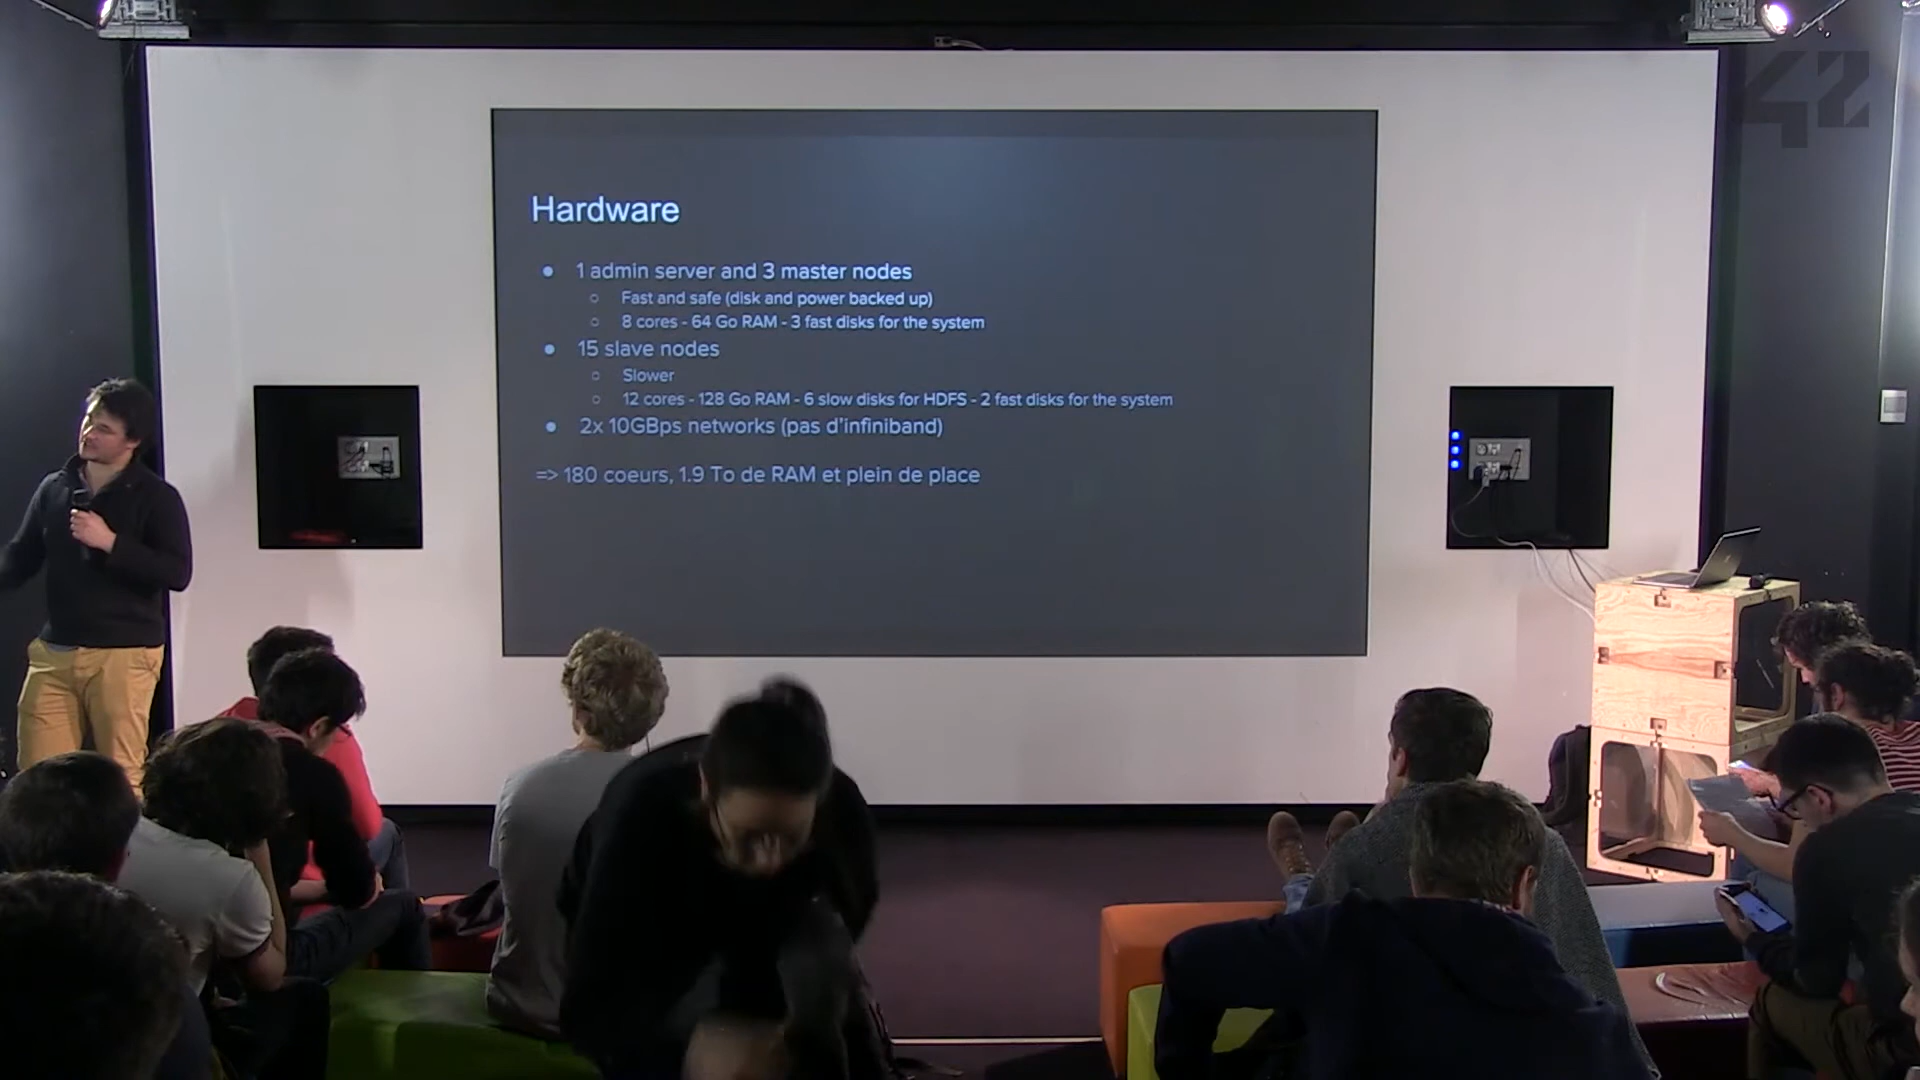 42
Hardware
● 1 admin server and 3 master nodes
○ Fast and safe (disk and power backed up)
○ 8 cores - 64 Go RAM - 3 fast disks for the system
● 15 slave nodes
○ Slower
○ 12 cores - 128 Go RAM - 6 slow disks for HDFS - 2 fast disks for the system
● 2x 10GBps networks (pas d'infiniband)
=> 180 coeurs, 1.9 To de RAM et plein de place